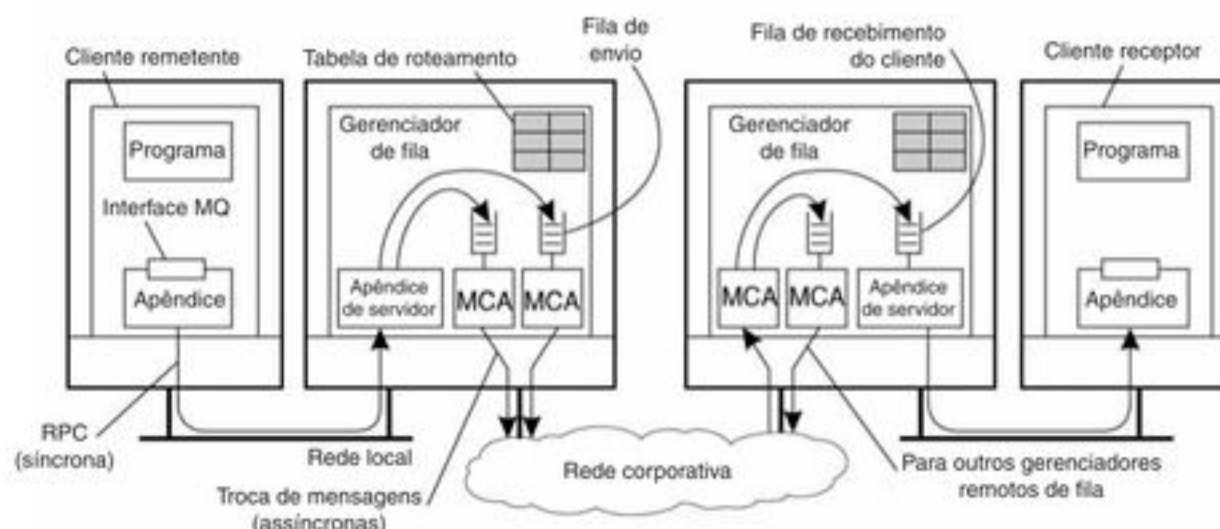 Cliente remetente
Tabela de roteamento
Fila de
envio
Fila de recebimento
do cliente
Cliente receptor
Programa
Interface MQ
Apêndice
Gerenciador
de fila
Apêndice
de servidor
MCA
MCA
Gerenciador
de fila
MCA
MCA
Apêndice
de servidor
Programa
Apêndice
RPC
(síncrona)
Rede local
Troca de mensagens
(assíncronas)
Rede corporativa
Para outros gerenciadores
remotos de fila